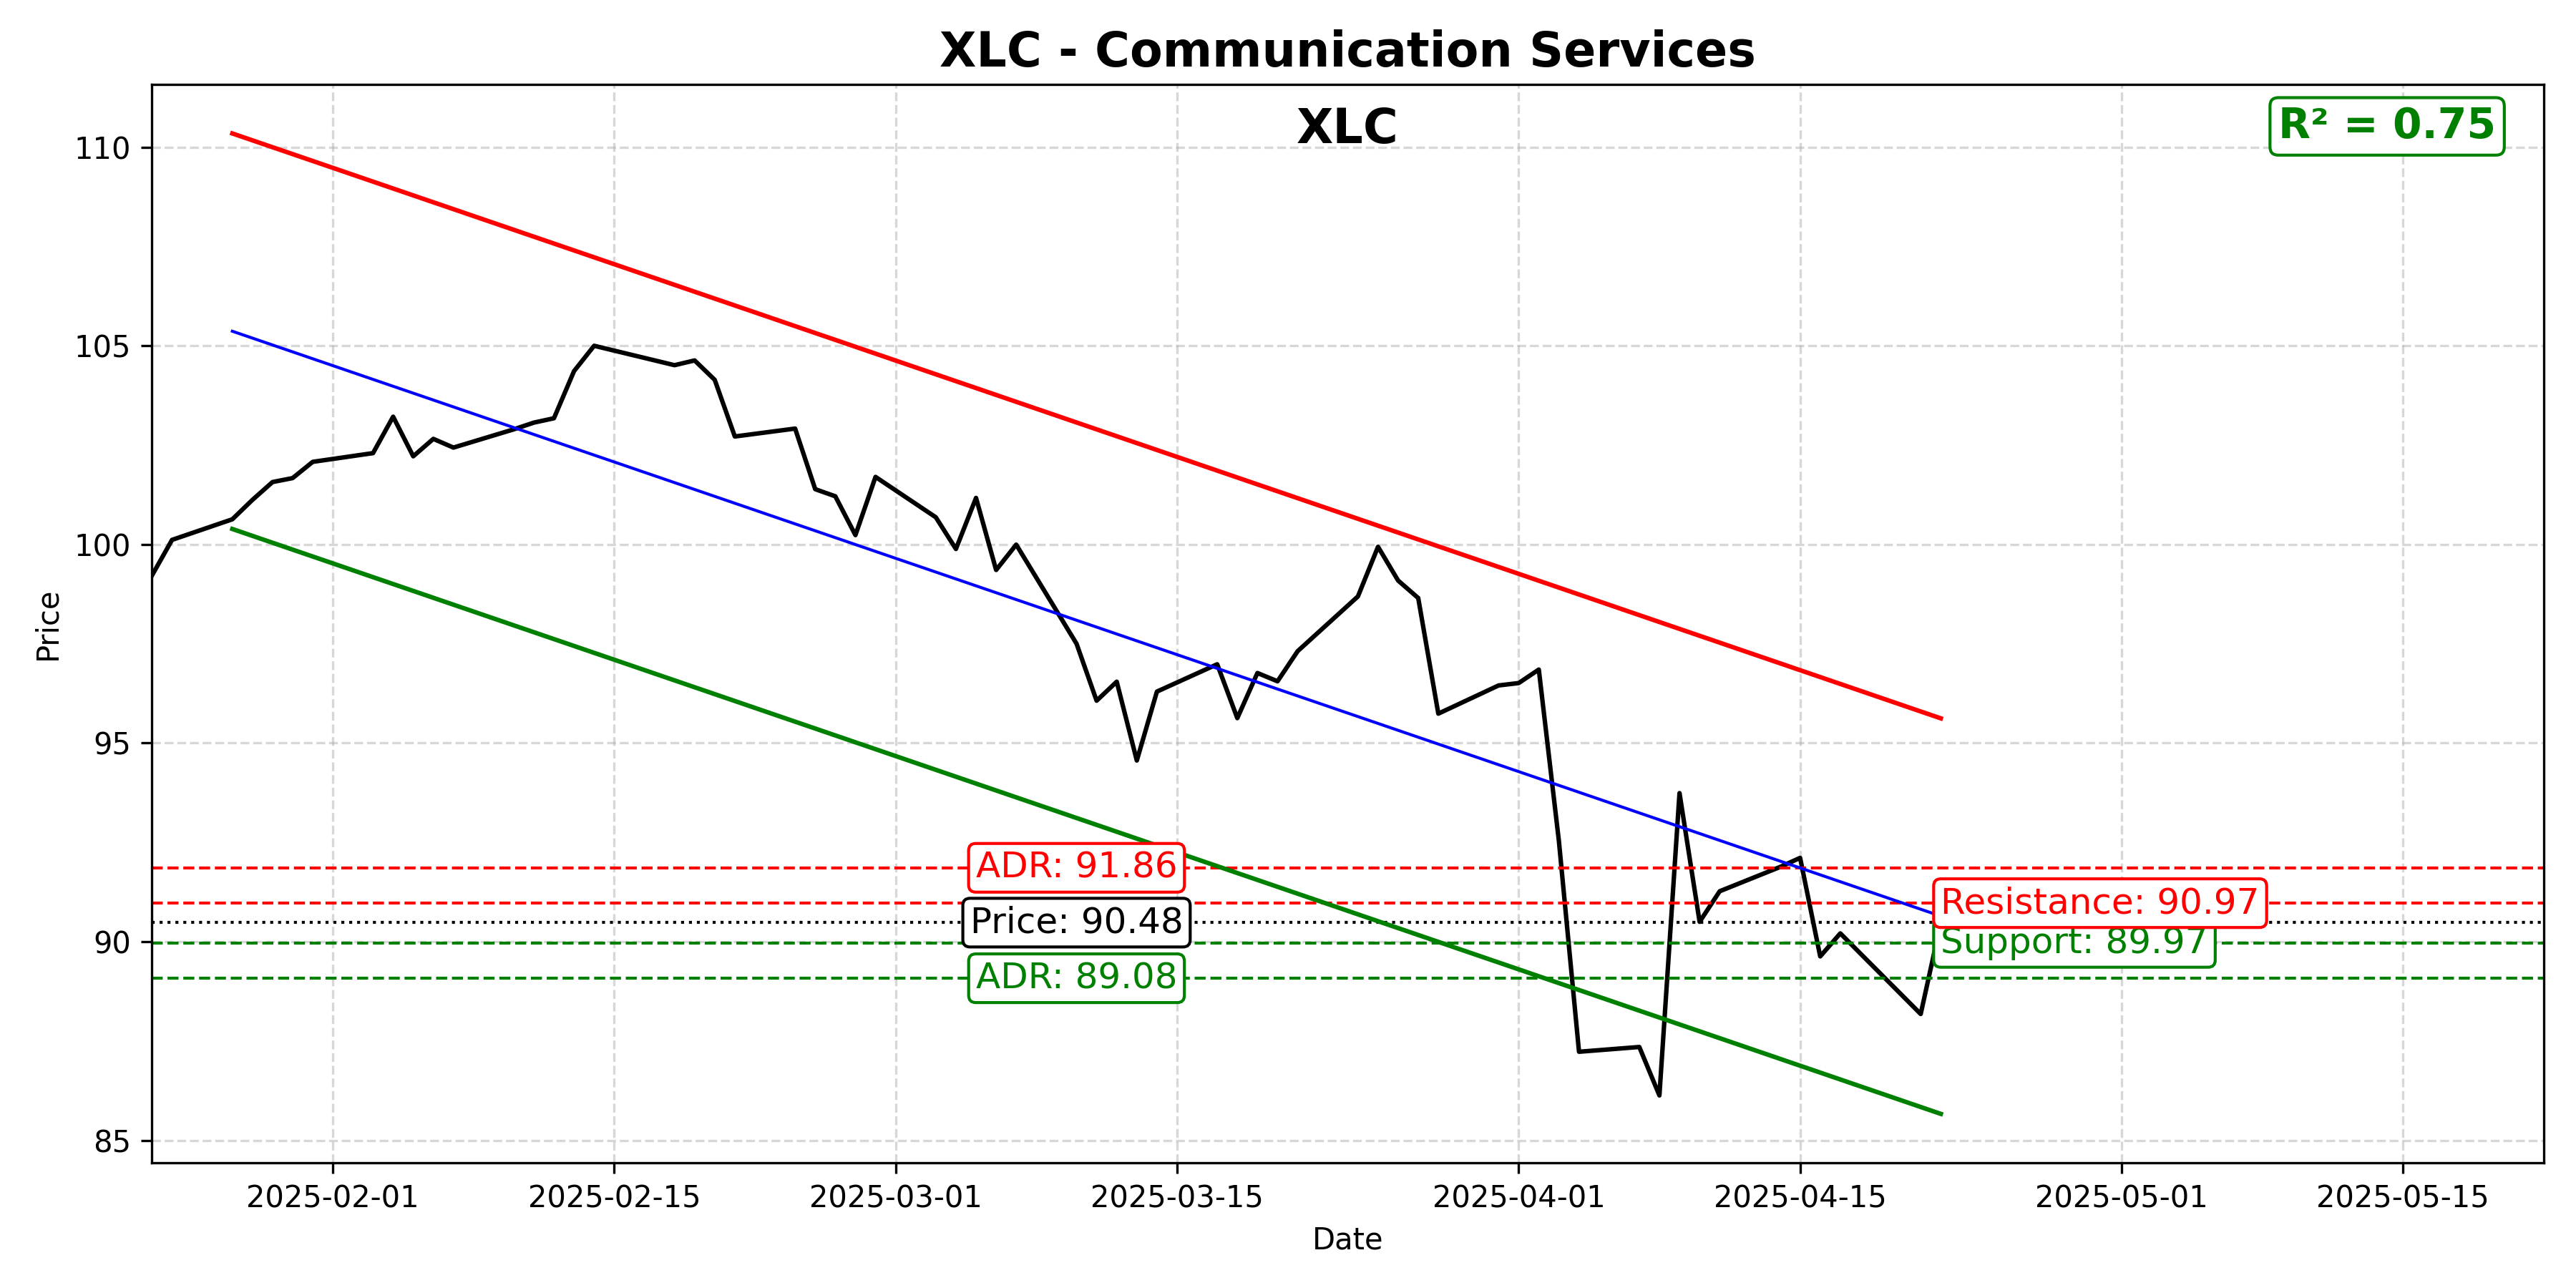 XLC - Communication Services
XLC
R² = 0.75
110
105
100
95
90
85
Price
ADR: 91.86
Resistance: 90.97
Price: 90.48
Support: 89.97
ADR: 89.08
2025-02-01
2025-02-15
2025-03-01
2025-03-15
2025-04-01
2025-04-15
2025-05-01
2025-05-15
Date